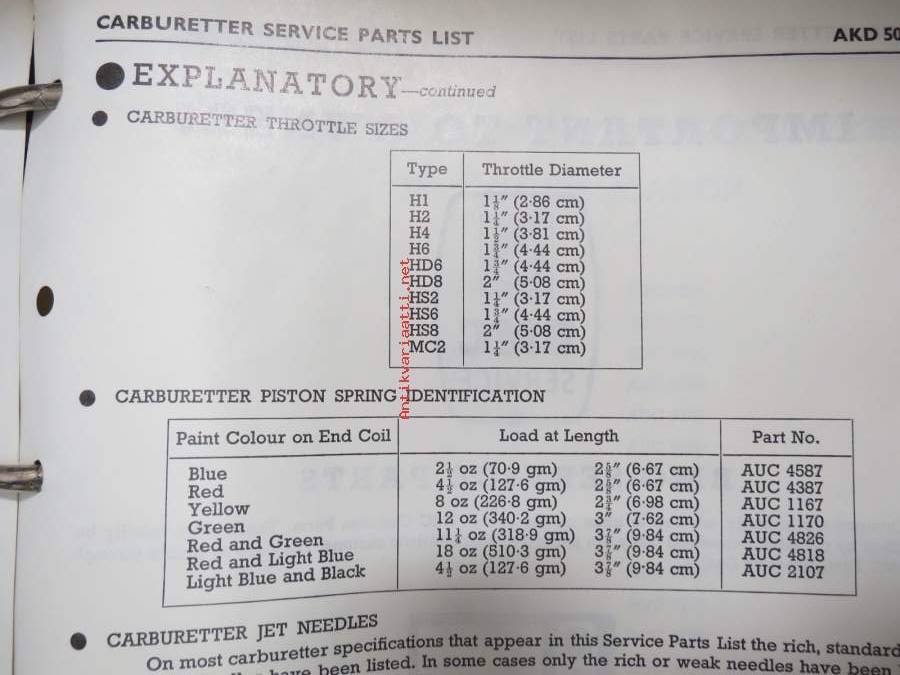 CARBURETTER SERVICE PARTS LIST AKD 50
EXPLANATORY—continued
CARBURETTER THROTTLE SIZES
Type Throttle Diameter
H1 1⅛″ (2·86 cm)
H2 1¼″ (3·17 cm)
H4 1½″ (3·81 cm)
H6 1¾″ (4·44 cm)
HD6 1¾″ (4·44 cm)
HD8 2″ (5·08 cm)
HS2 1¼″ (3·17 cm)
HS6 1¾″ (4·44 cm)
HS8 2″ (5·08 cm)
MC2 1¼″ (3·17 cm)
Antikvariaatti.net
CARBURETTER PISTON SPRING IDENTIFICATION
Paint Colour on End Coil Load at Length Part No.
Blue 2½ oz (70·9 gm) 2⅝″ (6·67 cm) AUC 4587
Red 4½ oz (127·6 gm) 2⅝″ (6·67 cm) AUC 4387
Yellow 8 oz (226·8 gm) 2¾″ (6·98 cm) AUC 1167
Green 12 oz (340·2 gm) 3″ (7·62 cm) AUC 1170
Red and Green 11¼ oz (318·9 gm) 3⅞″ (9·84 cm) AUC 4826
Red and Light Blue 18 oz (510·3 gm) 3⅞″ (9·84 cm) AUC 4818
Light Blue and Black 4½ oz (127·6 gm) 3⅞″ (9·84 cm) AUC 2107
CARBURETTER JET NEEDLES
On most carburetter specifications that appear in this Service Parts List the rich, standard
have been listed. In some cases only the rich or weak needles have been